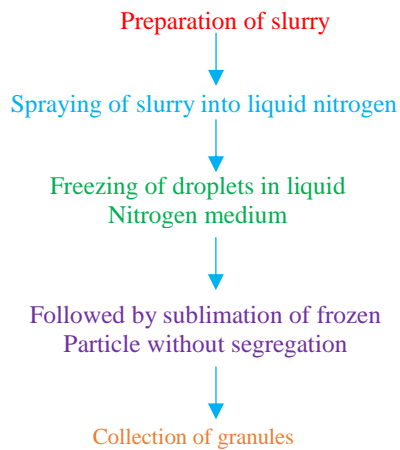 Preparation of slurry
Spraying of slurry into liquid nitrogen
Freezing of droplets in liquid
Nitrogen medium
Followed by sublimation of frozen
Particle without segregation
Collection of granules